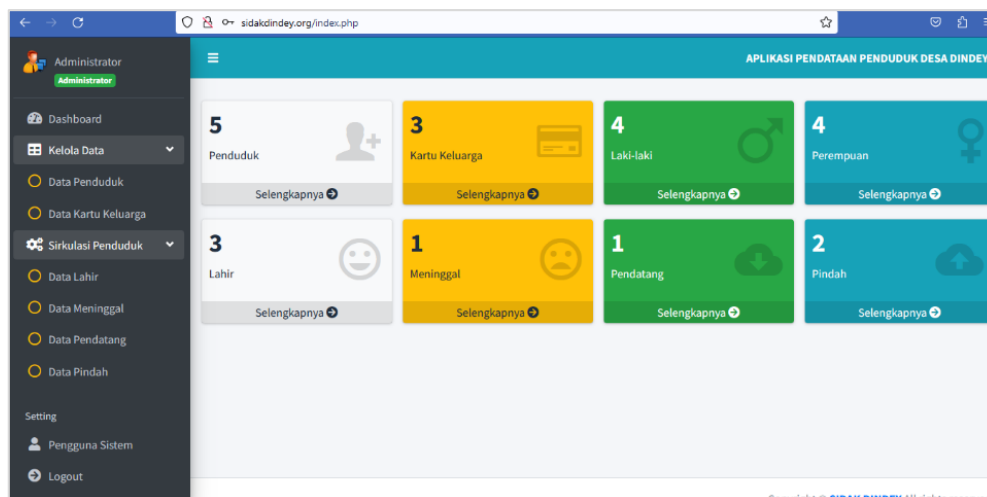 sidakdindey.org/index.php
Administrator
Administrator
APLIKASI PENDATAAN PENDUDUK DESA DINDEY
Dashboard
Kelola Data
Data Penduduk
Data Kartu Keluarga
Sirkulasi Penduduk
Data Lahir
Data Meninggal
Data Pendatang
Data Pindah
Setting
Pengguna Sistem
Logout
5
Penduduk
Selengkapnya
3
Kartu Keluarga
Selengkapnya
4
Laki-laki
Selengkapnya
4
Perempuan
Selengkapnya
3
Lahir
Selengkapnya
1
Meninggal
Selengkapnya
1
Pendatang
Selengkapnya
2
Pindah
Selengkapnya